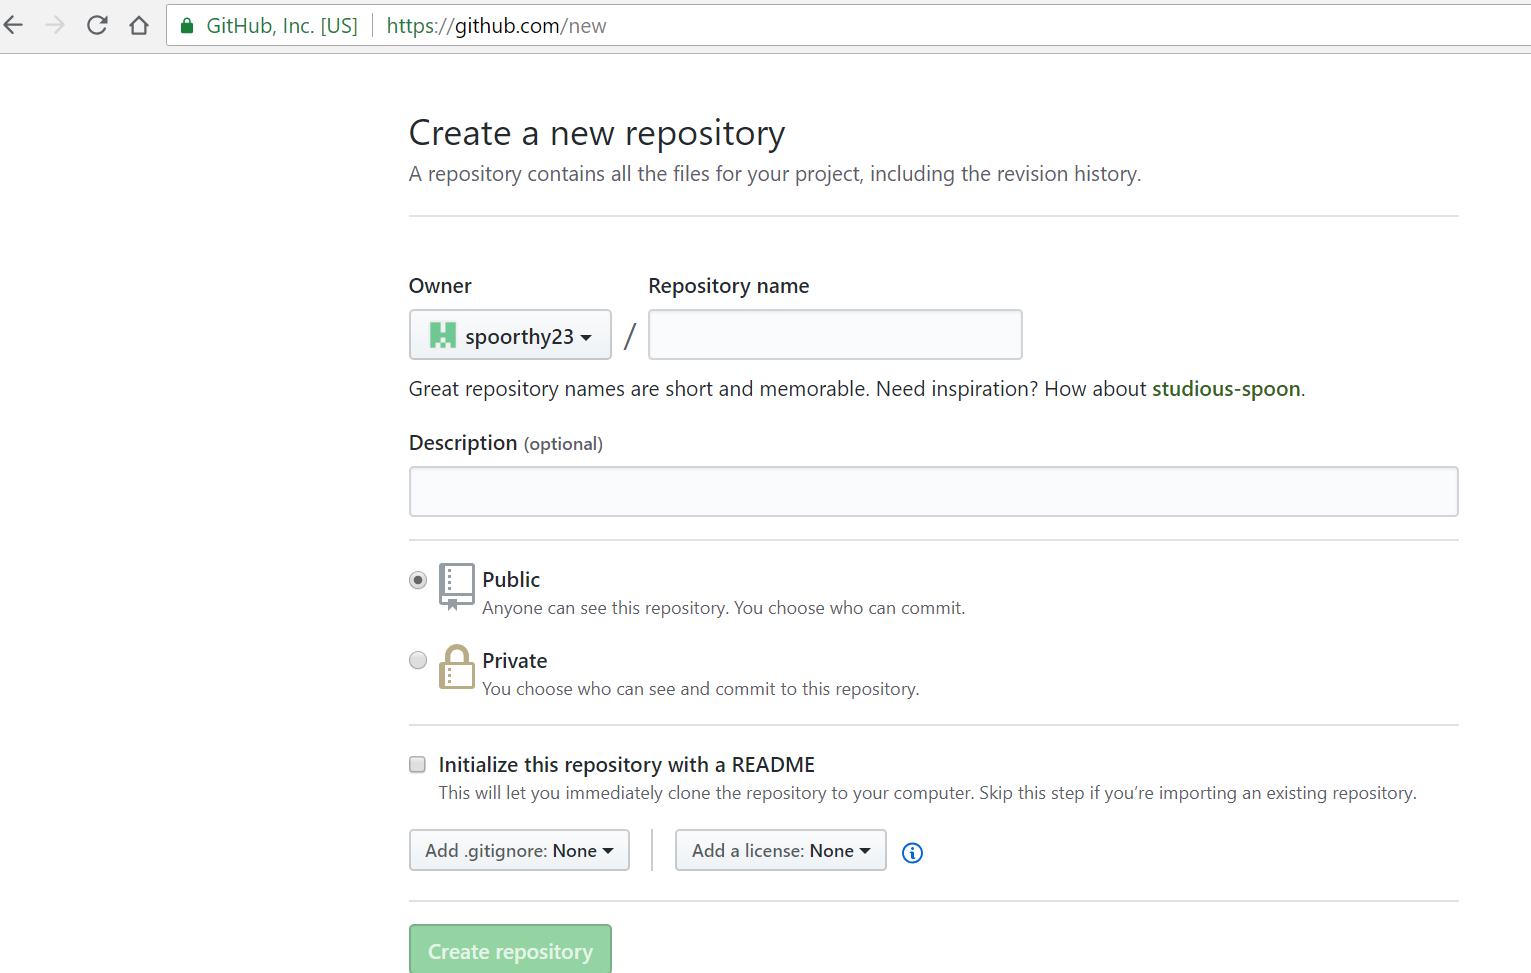 GitHub, Inc. [US] https://github.com/new
Create a new repository
A repository contains all the files for your project, including the revision history.
Owner Repository name
spoorthy23 /
Great repository names are short and memorable. Need inspiration? How about studious-spoon.
Description (optional)
Public
Anyone can see this repository. You choose who can commit.
Private
You choose who can see and commit to this repository.
Initialize this repository with a README
This will let you immediately clone the repository to your computer. Skip this step if you’re importing an existing repository.
Add .gitignore: None Add a license: None
Create repository